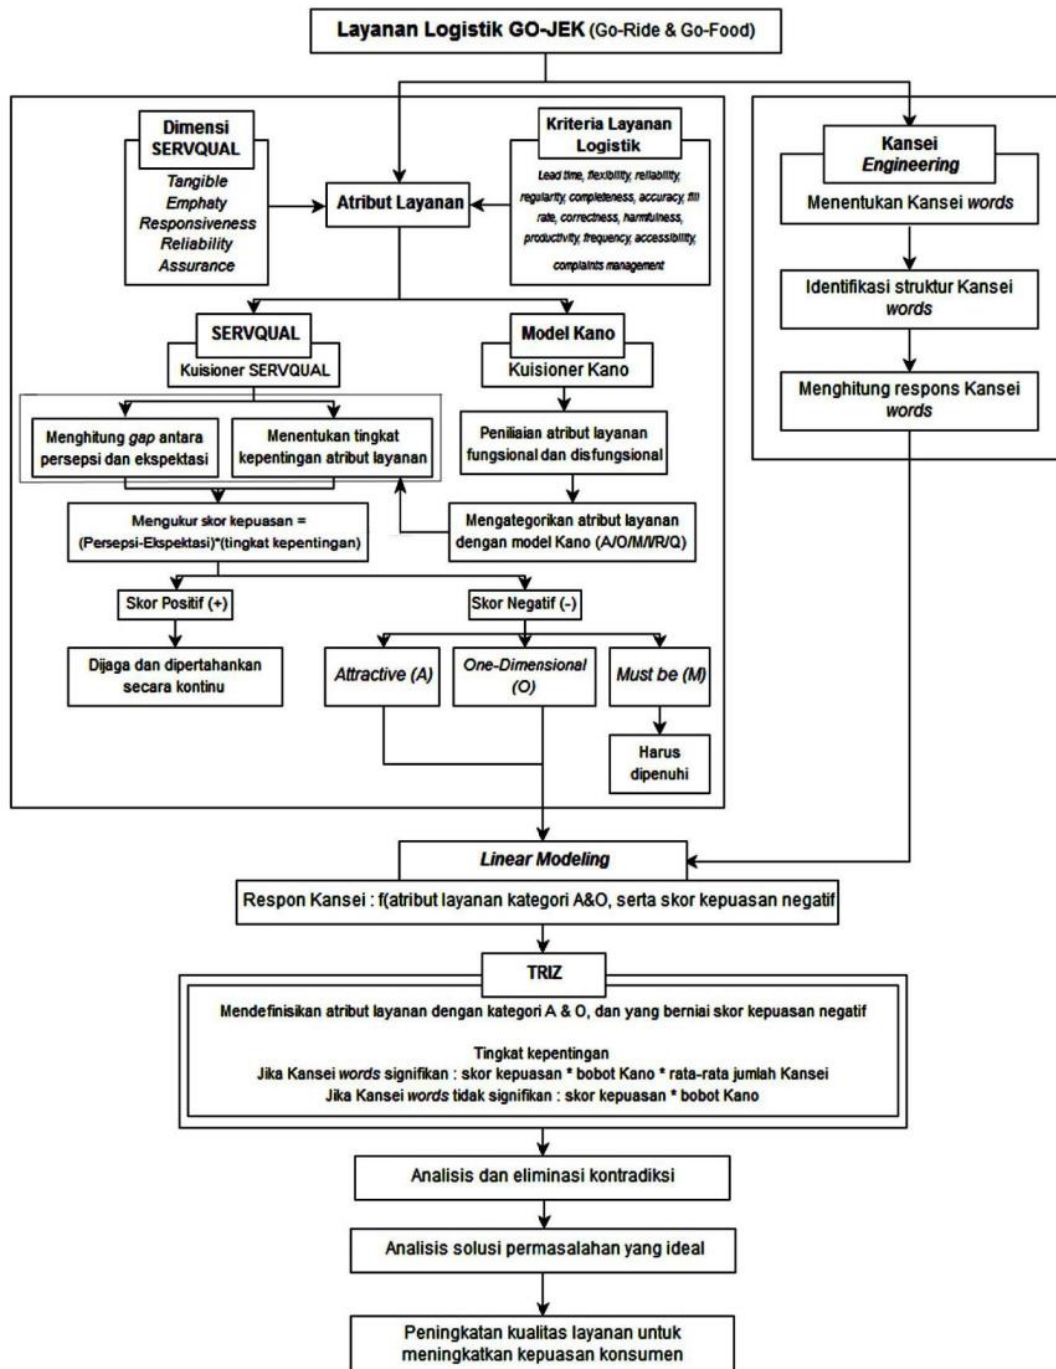 Layanan Logistik GO-JEK (Go-Ride & Go-Food)
Dimensi
SERVQUAL
Tangible
Emphaty
Responsiveness
Reliability
Assurance
Atribut Layanan
Kriteria Layanan
Logistik
Lead time, flexibility, reliability,
regularity, completeness, accuracy, fill
rate, correctness, harmfulness,
productivity, frequency, accessibility,
complaints management
Kansei
Engineering
Menentukan Kansei words
Identifikasi struktur Kansei
words
Menghitung respons Kansei
words
SERVQUAL
Kuisioner SERVQUAL
Model Kano
Kuisioner Kano
Menghitung gap antara
persepsi dan ekspektasi
Menentukan tingkat
kepentingan atribut layanan
Peniliaian atribut layanan
fungsional dan disfungsional
Mengukur skor kepuasan =
(Persepsi-Ekspektasi)*(tingkat kepentingan)
Mengategorikan atribut layanan
dengan model Kano (A/O/M/I/R/Q)
Skor Positif (+)
Skor Negatif (-)
Dijaga dan dipertahankan
secara kontinu
Attractive (A)
One-Dimensional
(O)
Must be (M)
Harus
dipenuhi
Linear Modeling
Respon Kansei : f(atribut layanan kategori A&O, serta skor kepuasan negatif
TRIZ
Mendefinisikan atribut layanan dengan kategori A & O, dan yang berniai skor kepuasan negatif
Tingkat kepentingan
Jika Kansei words signifikan : skor kepuasan * bobot Kano * rata-rata jumlah Kansei
Jika Kansei words tidak signifikan : skor kepuasan * bobot Kano
Analisis dan eliminasi kontradiksi
Analisis solusi permasalahan yang ideal
Peningkatan kualitas layanan untuk
meningkatkan kepuasan konsumen